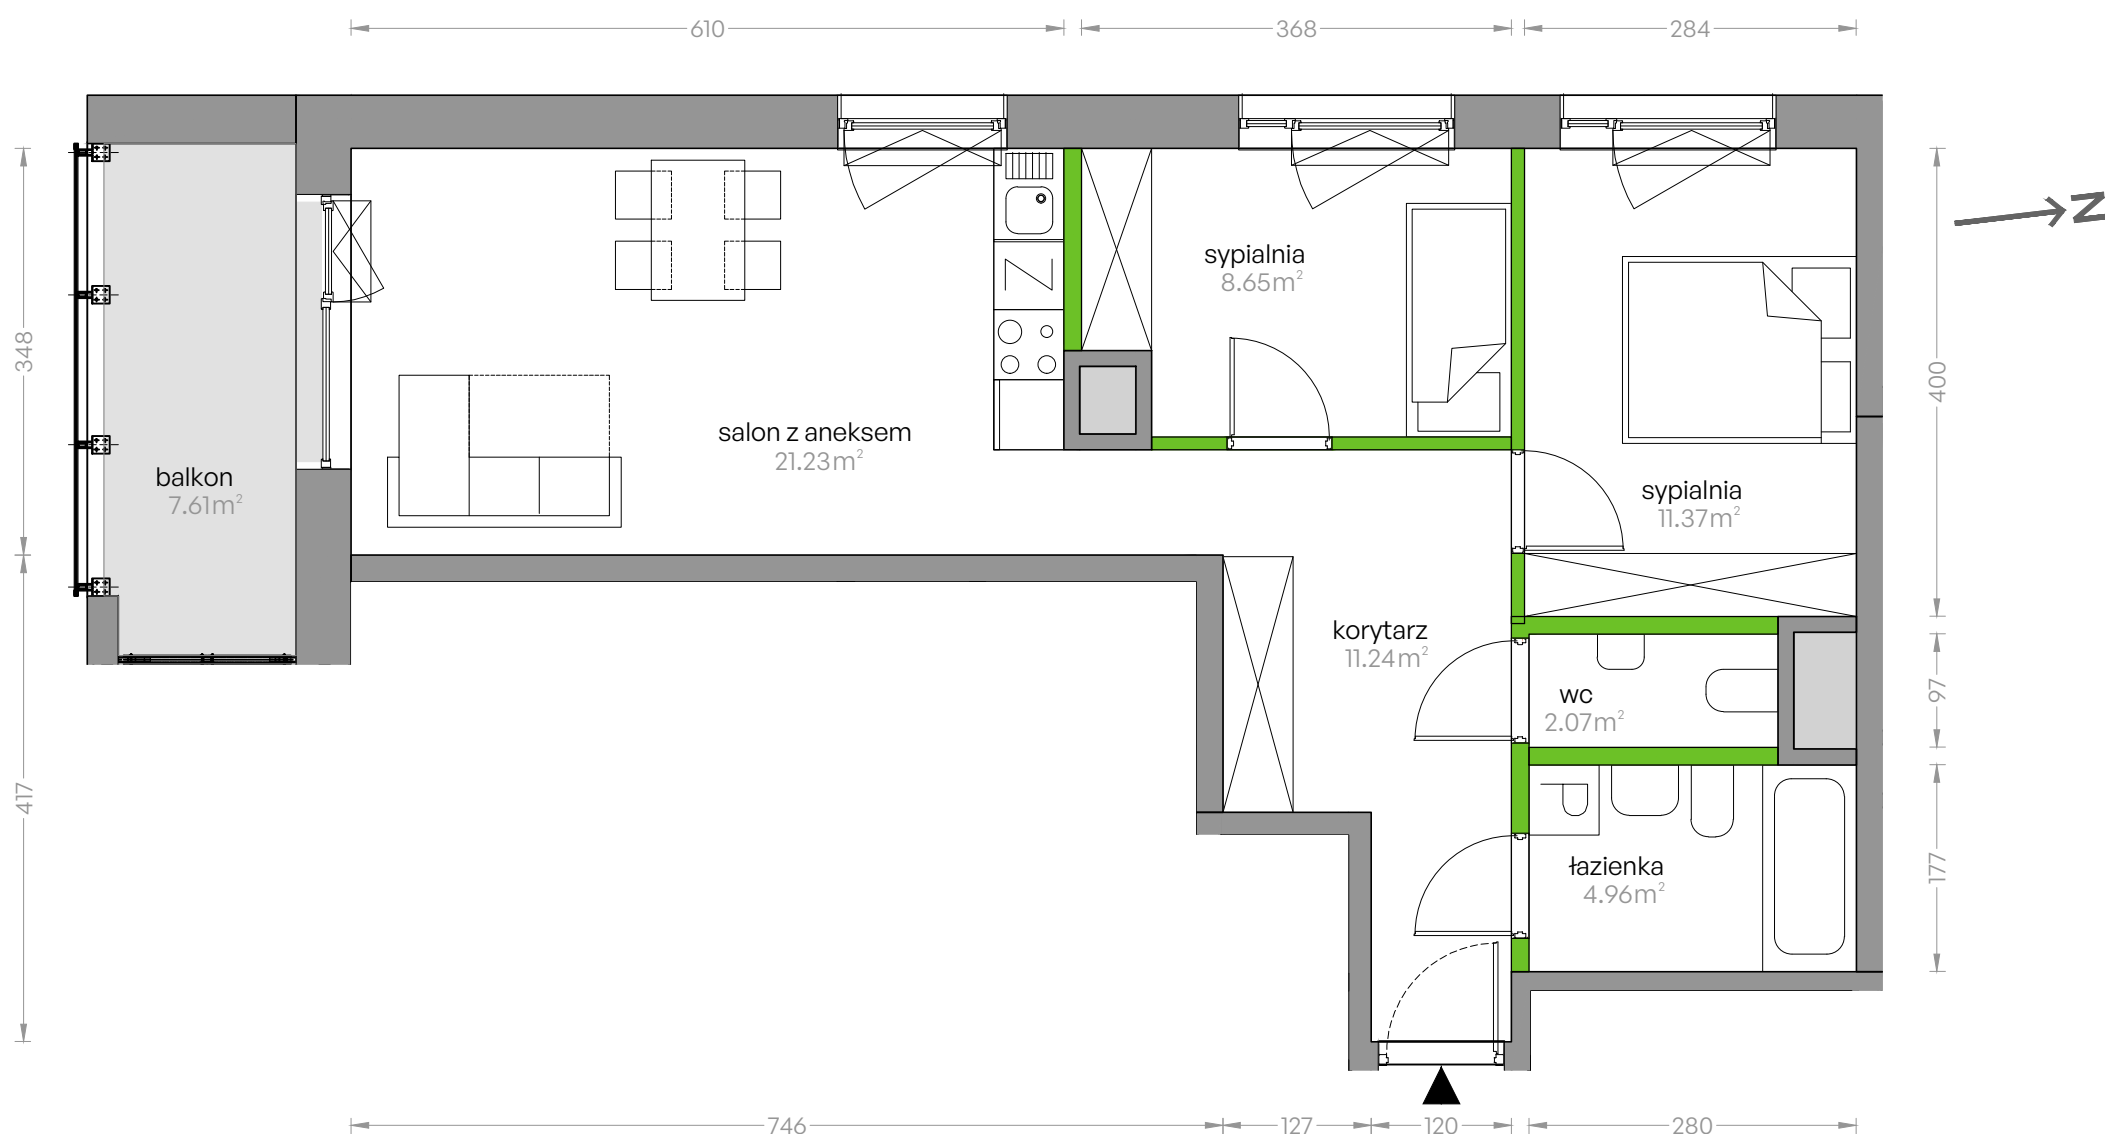 610
368
284
N
sypialnia
8.65m²
348
400
salon z aneksem
21.23m²
balkon
7.61m²
sypialnia
11.37m²
korytarz
11.24m²
wc
2.07m²
97
417
łazienka
4.96m²
177
746
127
120
280